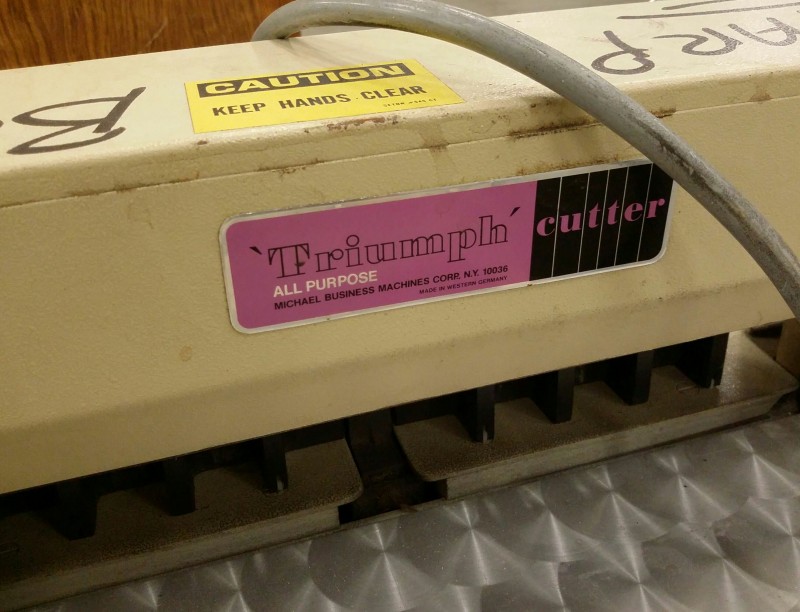 CAUTION
KEEP HANDS CLEAR
'Triumph' cutter
ALL PURPOSE
MICHAEL BUSINESS MACHINES CORP. N.Y. 10036
MADE IN WESTERN GERMANY